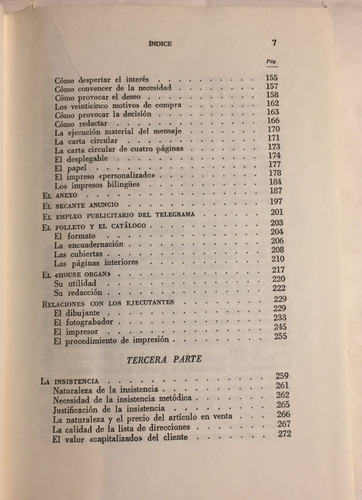 ÍNDICE 7
Pág.
Cómo despertar el interés . . . . . . . . . . 155
Cómo convencer de la necesidad . . . . . . . . 157
Cómo provocar el deseo . . . . . . . . . . 158
Los veinticinco motivos de compra . . . . . . . 162
Cómo provocar la decisión . . . . . . . . . 163
Cómo redactar . . . . . . . . . . . . 166
La ejecución material del mensaje . . . . . . . 170
La carta circular . . . . . . . . . . . 171
La carta circular de cuatro páginas . . . . . . . 173
El desplegable . . . . . . . . . . . . 174
El papel . . . . . . . . . . . . . 177
El impreso «personalizado» . . . . . . . . . 178
Los impresos bilingües . . . . . . . . . . 184
EL ANEXO . . . . . . . . . . . . . 187
EL SECANTE ANUNCIO . . . . . . . . . . 197
EL EMPLEO PUBLICITARIO DEL TELEGRAMA . . . . . . 201
EL FOLLETO Y EL CATÁLOGO . . . . . . . . . 203
El formato . . . . . . . . . . . . 204
La encuadernación . . . . . . . . . . . 206
Las cubiertas . . . . . . . . . . . . 208
Las páginas interiores . . . . . . . . . . 210
EL «HOUSE ORGAN» . . . . . . . . . . . 217
Su utilidad . . . . . . . . . . . . 220
Su redacción . . . . . . . . . . . . 222
RELACIONES CON LOS EJECUTANTES . . . . . . . . 229
El dibujante . . . . . . . . . . . . 229
El fotograbador . . . . . . . . . . . 233
El impresor . . . . . . . . . . . . 245
El procedimiento de impresión . . . . . . . . 255
TERCERA PARTE
LA INSISTENCIA . . . . . . . . . . . . 259
Naturaleza de la insistencia . . . . . . . . . 261
Necesidad de la insistencia metódica . . . . . . 262
Justificación de la insistencia . . . . . . . . 265
La naturaleza y el precio del artículo en venta . . . 266
La calidad de la lista de direcciones . . . . . . 267
El valor «capitalizado» del cliente . . . . . . . 272